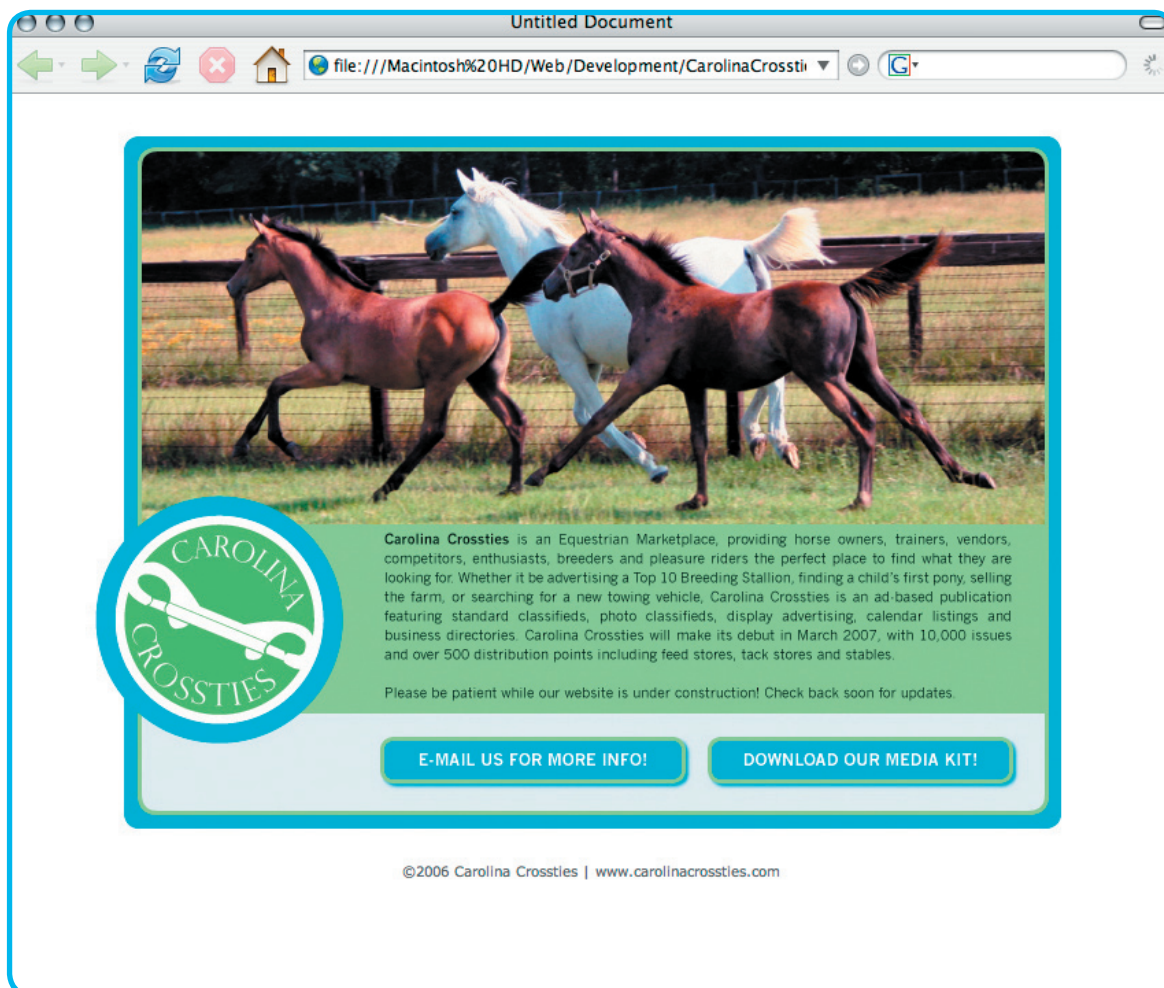 Untitled Document
file:///Macintosh%20HD/Web/Development/CarolinaCrossti
G
CAROLINA
CROSSTIES
Carolina Crossties is an Equestrian Marketplace, providing horse owners, trainers, vendors,
competitors, enthusiasts, breeders and pleasure riders the perfect place to find what they are
looking for. Whether it be advertising a Top 10 Breeding Stallion, finding a child's first pony, selling
the farm, or searching for a new towing vehicle, Carolina Crossties is an ad-based publication
featuring standard classifieds, photo classifieds, display advertising, calendar listings and
business directories. Carolina Crossties will make its debut in March 2007, with 10,000 issues
and over 500 distribution points including feed stores, tack stores and stables.
Please be patient while our website is under construction! Check back soon for updates.
E-MAIL US FOR MORE INFO!
DOWNLOAD OUR MEDIA KIT!
©2006 Carolina Crossties | www.carolinacrossties.com